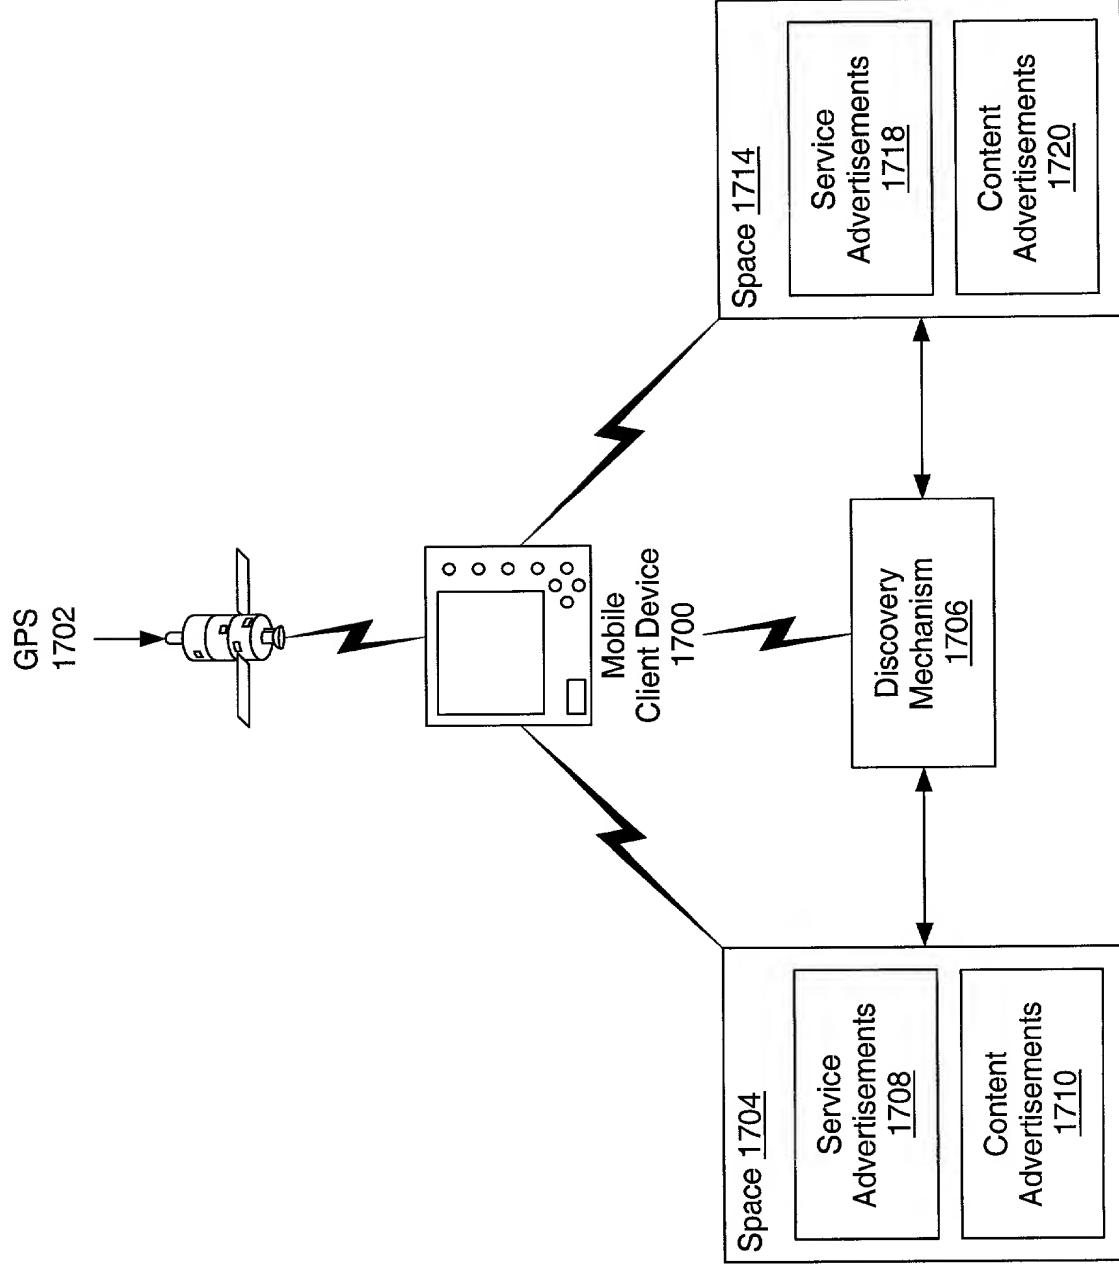 GPS
1702
Mobile
Client Device
1700
Space 1704
Service
Advertisements
1708
Content
Advertisements
1710
Discovery
Mechanism
1706
Space 1714
Service
Advertisements
1718
Content
Advertisements
1720